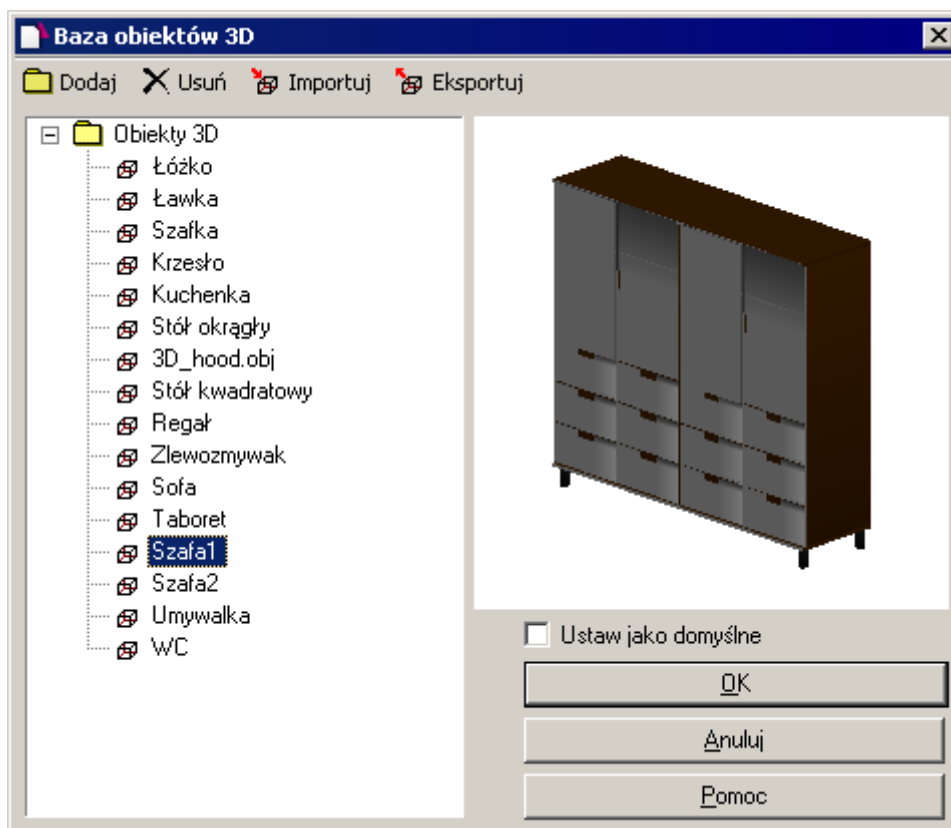 Baza obiektów 3D
Dodaj Usuń Importuj Eksportuj
Obiekty 3D
Łóżko
Ławka
Szafka
Krzesło
Kuchenka
Stół okrągły
3D_hood.obj
Stół kwadratowy
Regał
Zlewozmywak
Sofa
Taboret
Szafa1
Szafa2
Umywalka
WC
Ustaw jako domyślne
OK
Anuluj
Pomoc